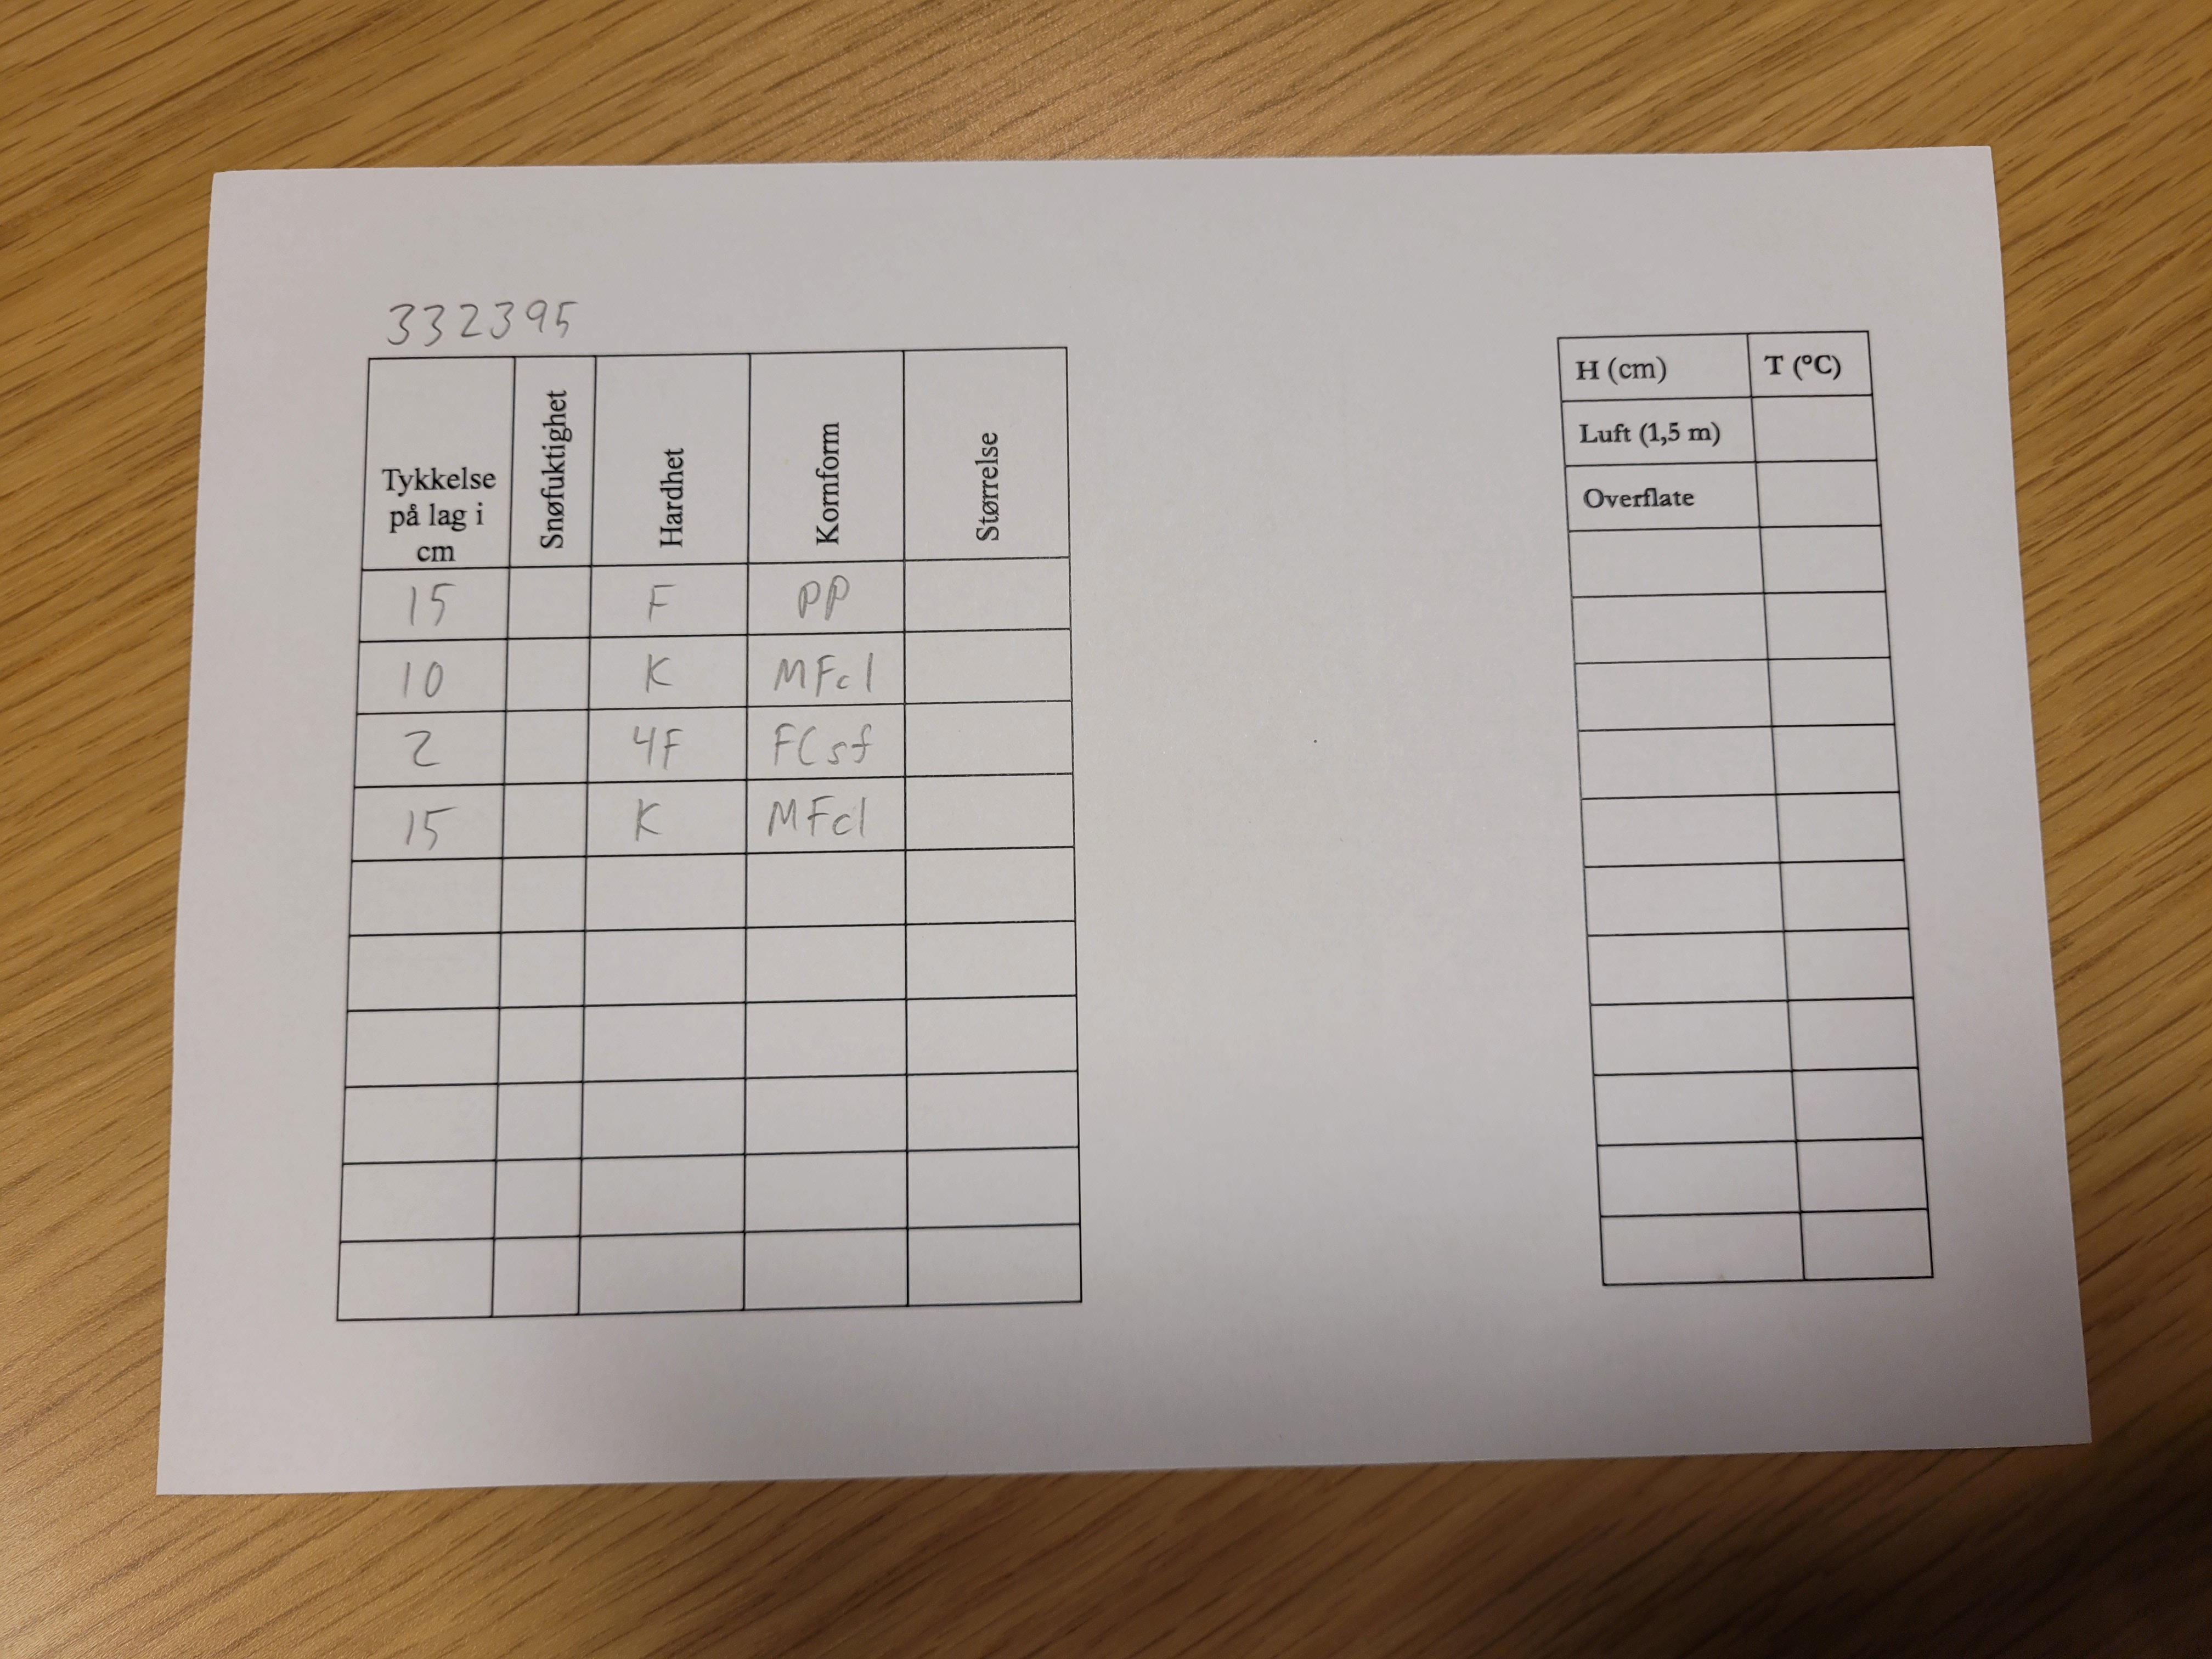 332395
Tykkelse på lag i cm Snøfuktighet Hardhet Kornform Størrelse
15 F PP
10 K MFcl
2 4F FCsf
15 K MFcl
H (cm) T (°C)
Luft (1,5 m)
Overflate